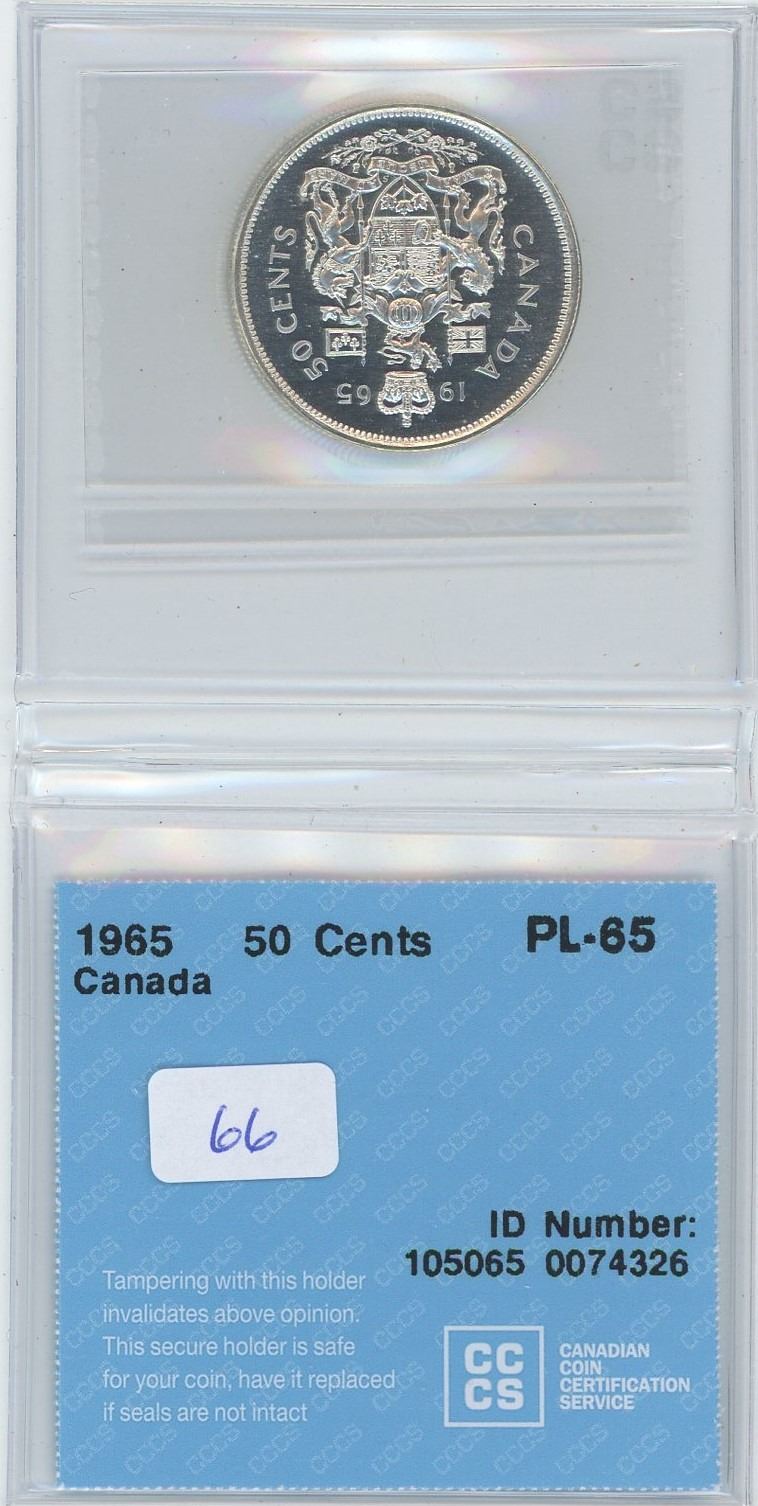 50 CENTS
CANADA
19 65
1965 50 Cents PL-65
Canada
66
ID Number:
105065 0074326
Tampering with this holder
invalidates above opinion.
This secure holder is safe
for your coin, have it replaced
if seals are not intact
CC
CS
CANADIAN
COIN
CERTIFICATION
SERVICE